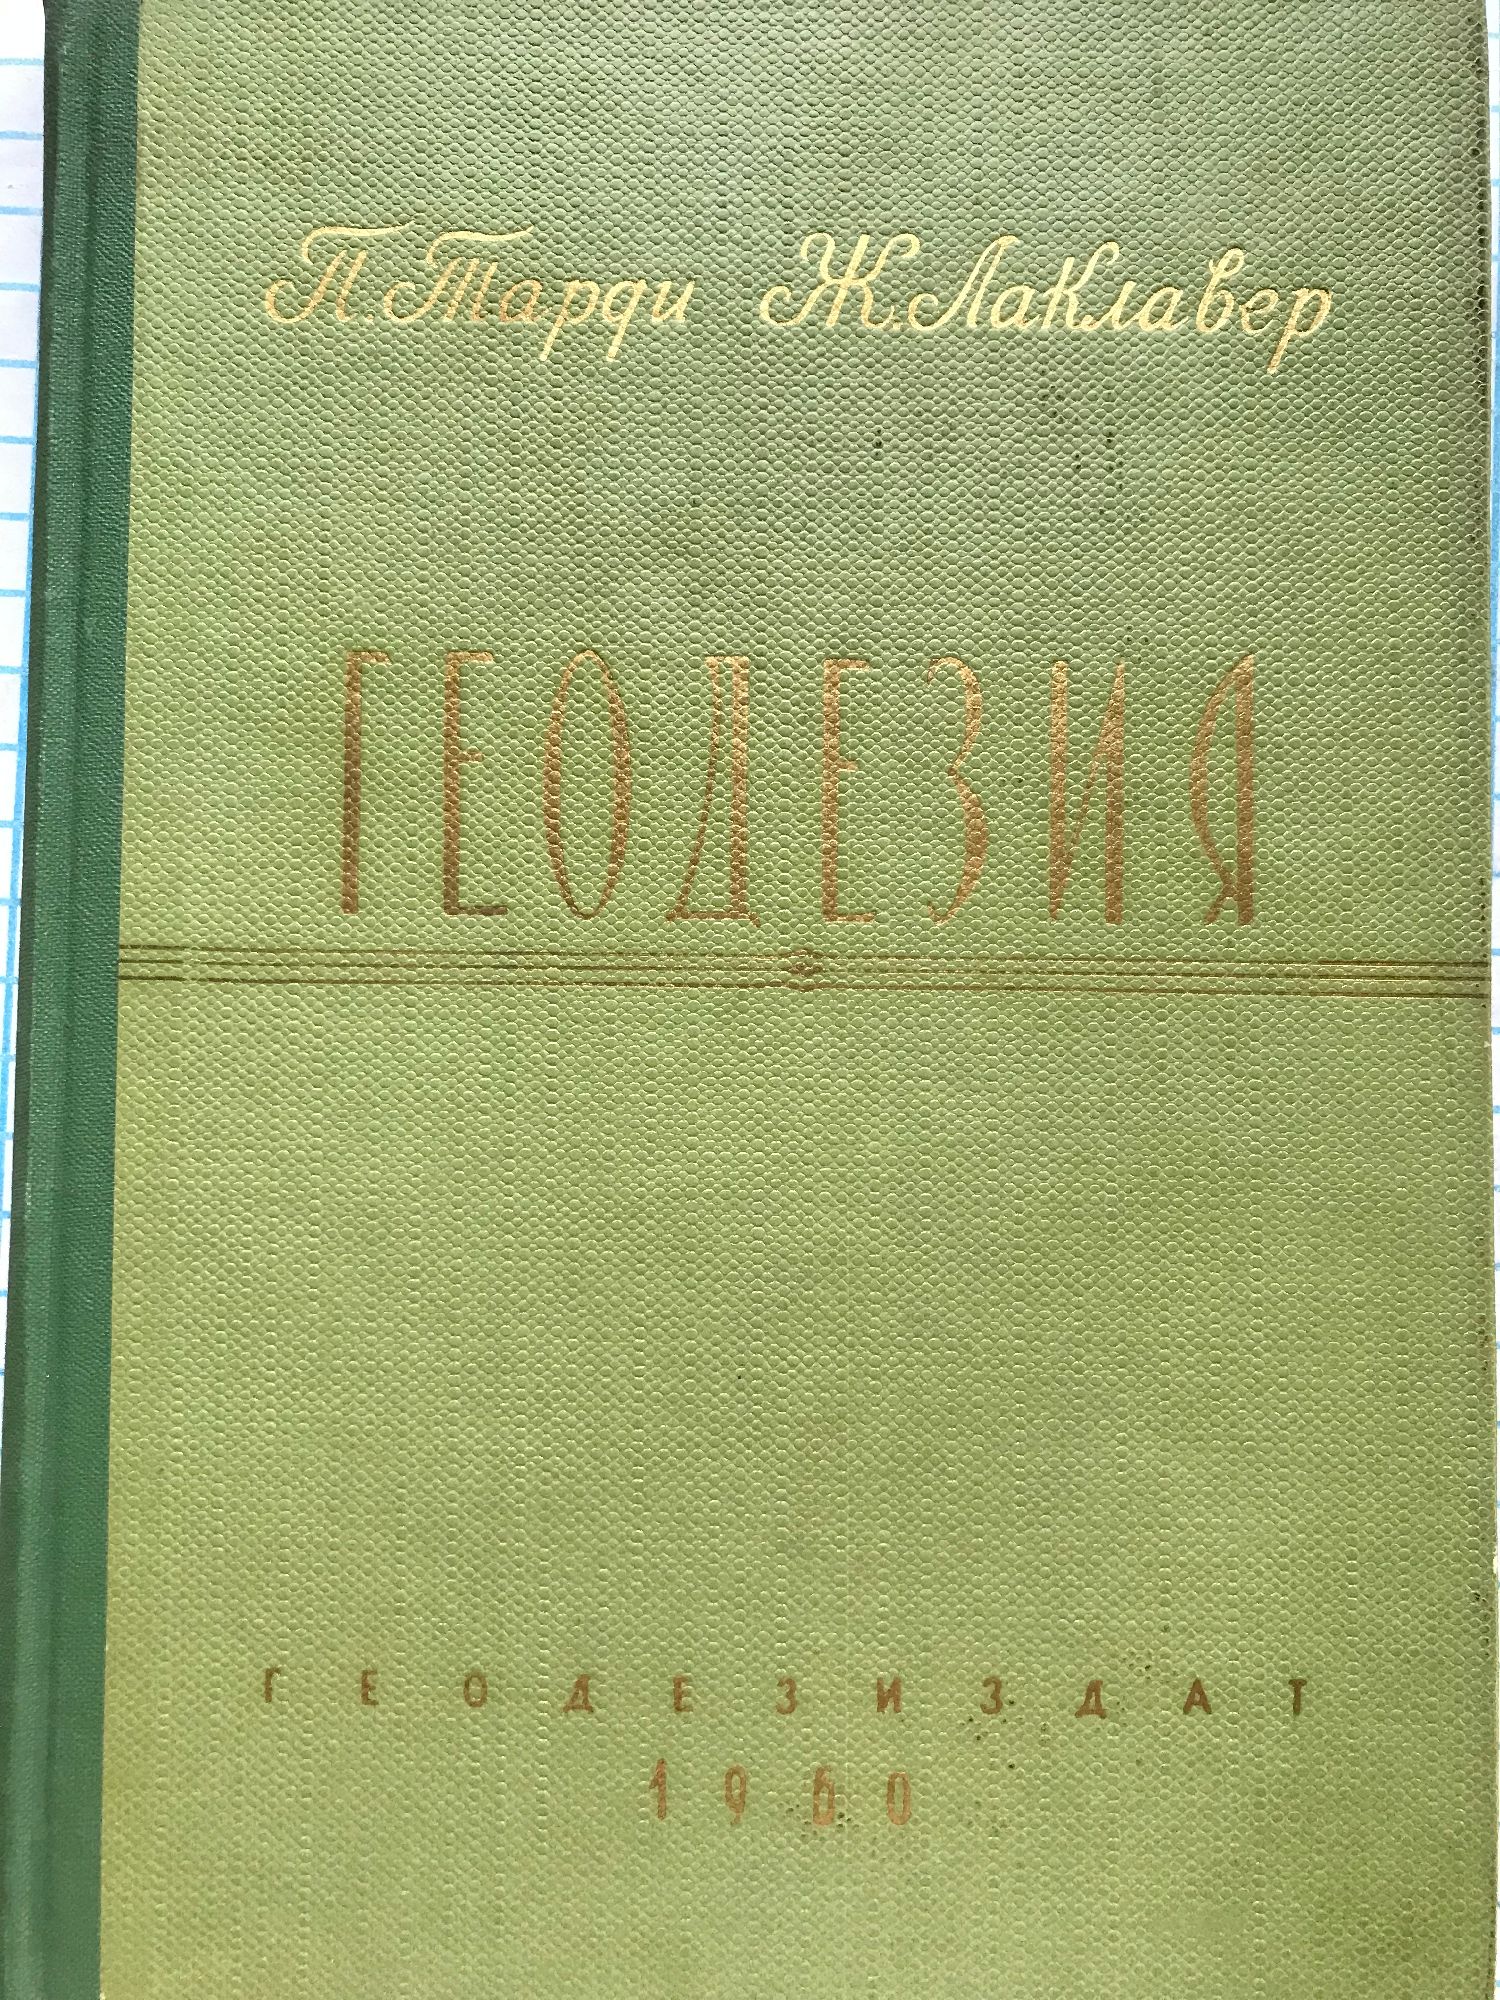 П. Тарди Ж. Лаклавер
ГЕОДЕЗИЯ
ГЕОДЕЗИЗДАТ
1960